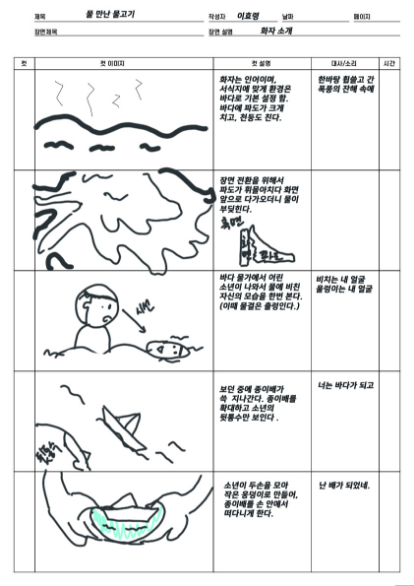 제목 물 만난 물고기 작성자 이호령 날짜 페이지
장면제목 장면 설명 화자 소개
컷 컷 이미지 컷 설명 대사/소리 시간
화자는 인어이며,
서식지에 맞게 환경은
바다로 기본 설정 함.
바다에 파도가 크게
치고, 천둥도 친다.
한바탕 휩쓸고 간
폭풍의 잔해 속에
장면 전환을 위해서
파도가 휘몰아치다 화면
앞으로 다가오더니 물이
부딪힌다.
측면
화면
파도
바다 물가에서 어린
소년이 나와서 물에 비친
자신의 모습을 한번 본다.
(이때 물결은 출렁인다.)
시선
비치는 내 얼굴
울렁이는 내 얼굴
보던 중에 종이배가
쓱 지나간다. 종이배를
확대하고 소년의
뒷통수만 보인다 .
너는 바다가 되고
뒷통수
소년이 두손을 모아
작은 웅덩이로 만들어,
종이배를 손 안에서
떠다니게 한다.
난 배가 되었네.